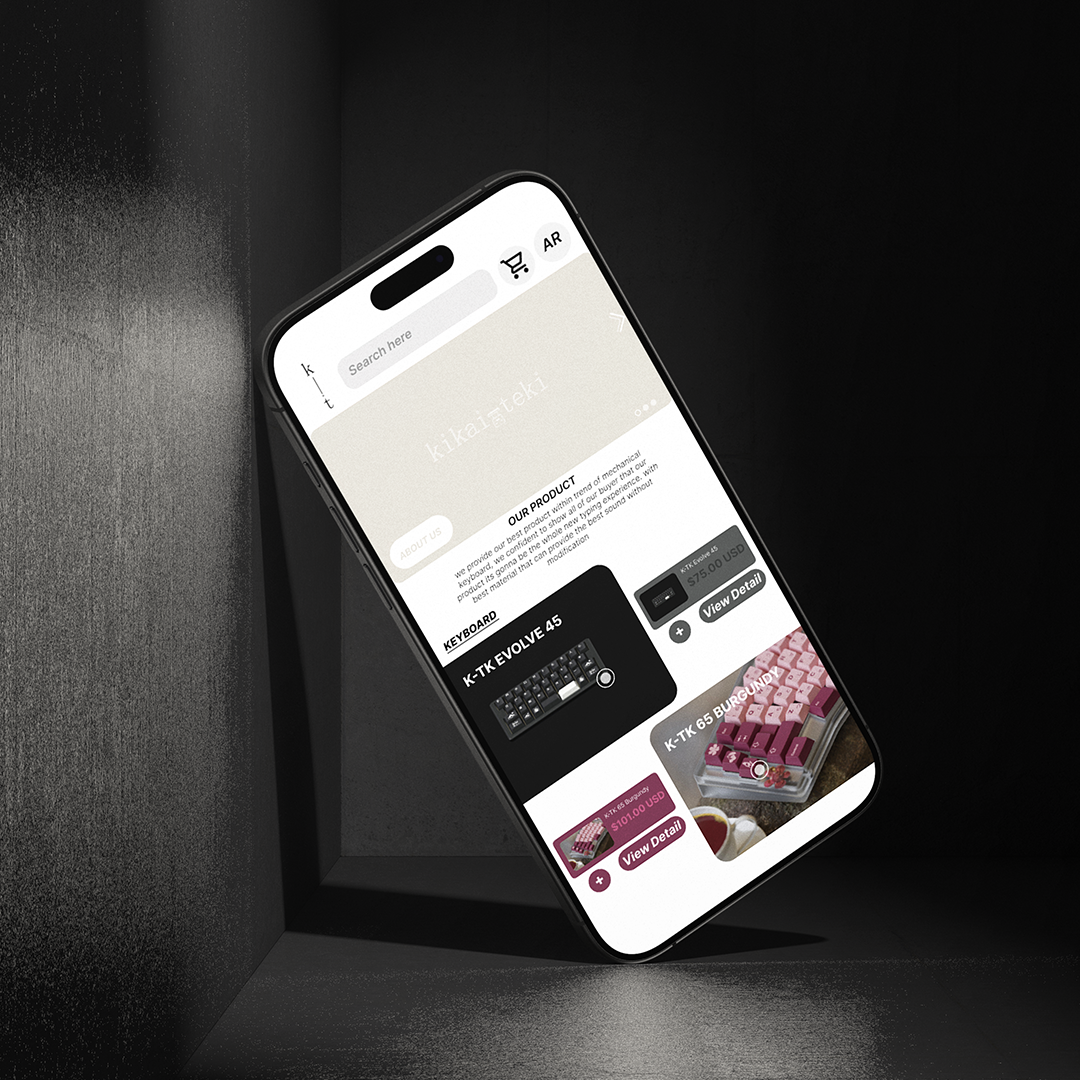 AR
Search here
k
t
kikai teki
ABOUT US
OUR PRODUCT
we provide our best product within trend of mechanical
keyboard, we confident to show all of our buyer that our
product its gonna be the whole new typing experience, with
best material that can provide the best sound without
modification
KEYBOARD
K-TK EVOLVE 45
K-TK Evolve 45
$75.00 USD
+
View Detail
K-TK 65 BURGUNDY
K-TK 65 Burgundy
$101.00 USD
+
View Detail